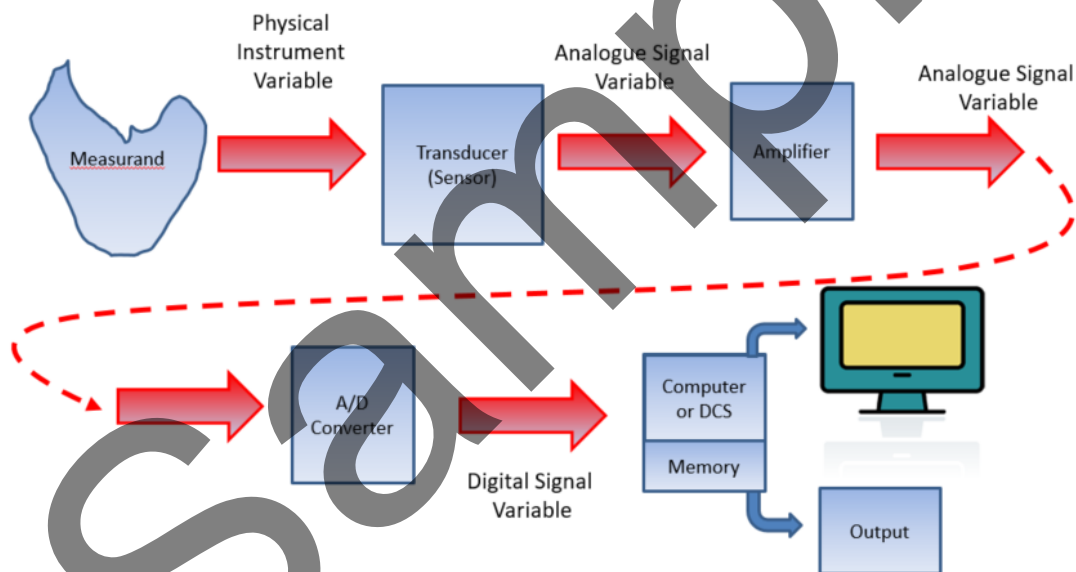 Physical
Instrument
Variable
Analogue Signal
Variable
Analogue Signal
Variable
Measurand
Transducer
(Sensor)
Amplifier
A/D
Converter
Digital Signal
Variable
Computer
or DCS
Memory
Output
Sampl